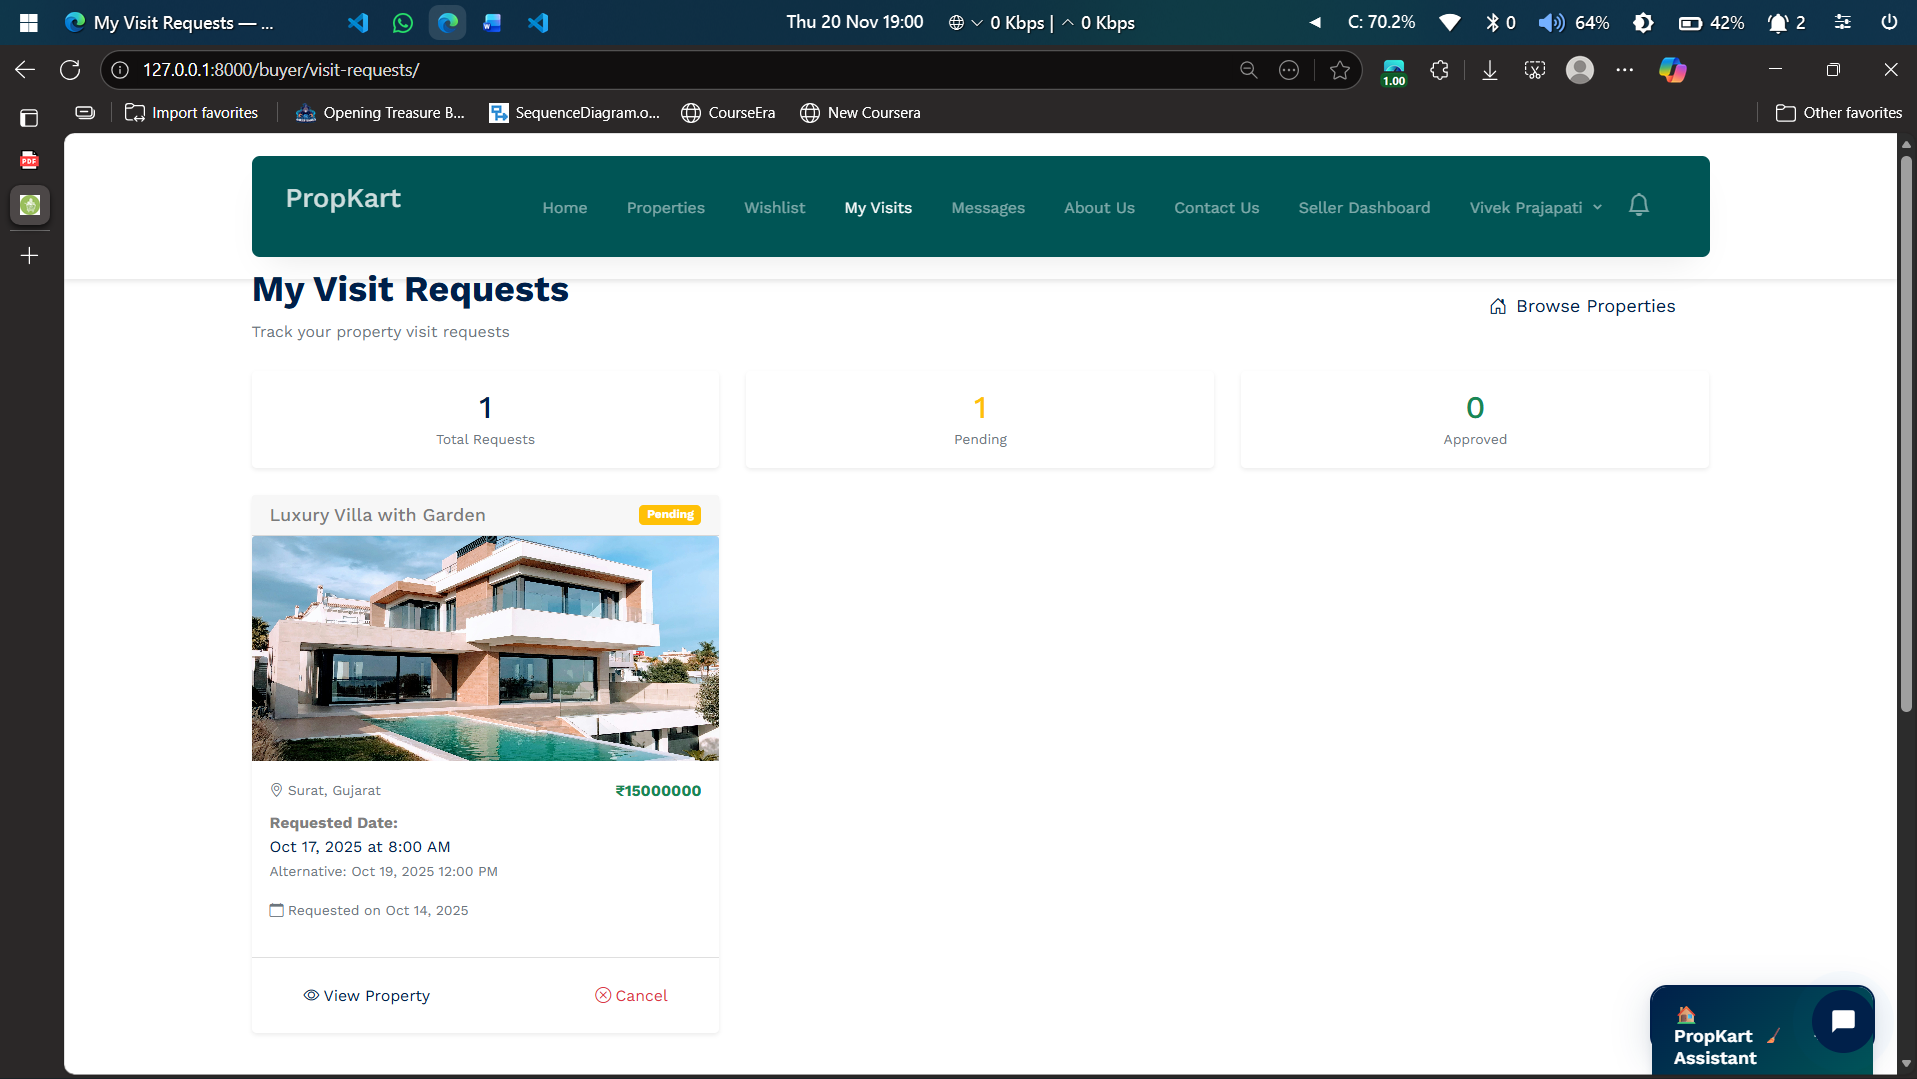 My Visit Requests — ...
Thu 20 Nov 19:00
0 Kbps | 0 Kbps
C: 70.2%
0
64%
42%
2
127.0.0.1:8000/buyer/visit-requests/
1.00
Import favorites
Opening Treasure B...
SequenceDiagram.o...
CourseEra
New Coursera
Other favorites
PDF
PropKart
Home
Properties
Wishlist
My Visits
Messages
About Us
Contact Us
Seller Dashboard
Vivek Prajapati
My Visit Requests
Browse Properties
Track your property visit requests
1
Total Requests
1
Pending
0
Approved
Luxury Villa with Garden
Pending
Surat, Gujarat
₹15000000
Requested Date:
Oct 17, 2025 at 8:00 AM
Alternative: Oct 19, 2025 12:00 PM
Requested on Oct 14, 2025
View Property
Cancel
PropKart
Assistant